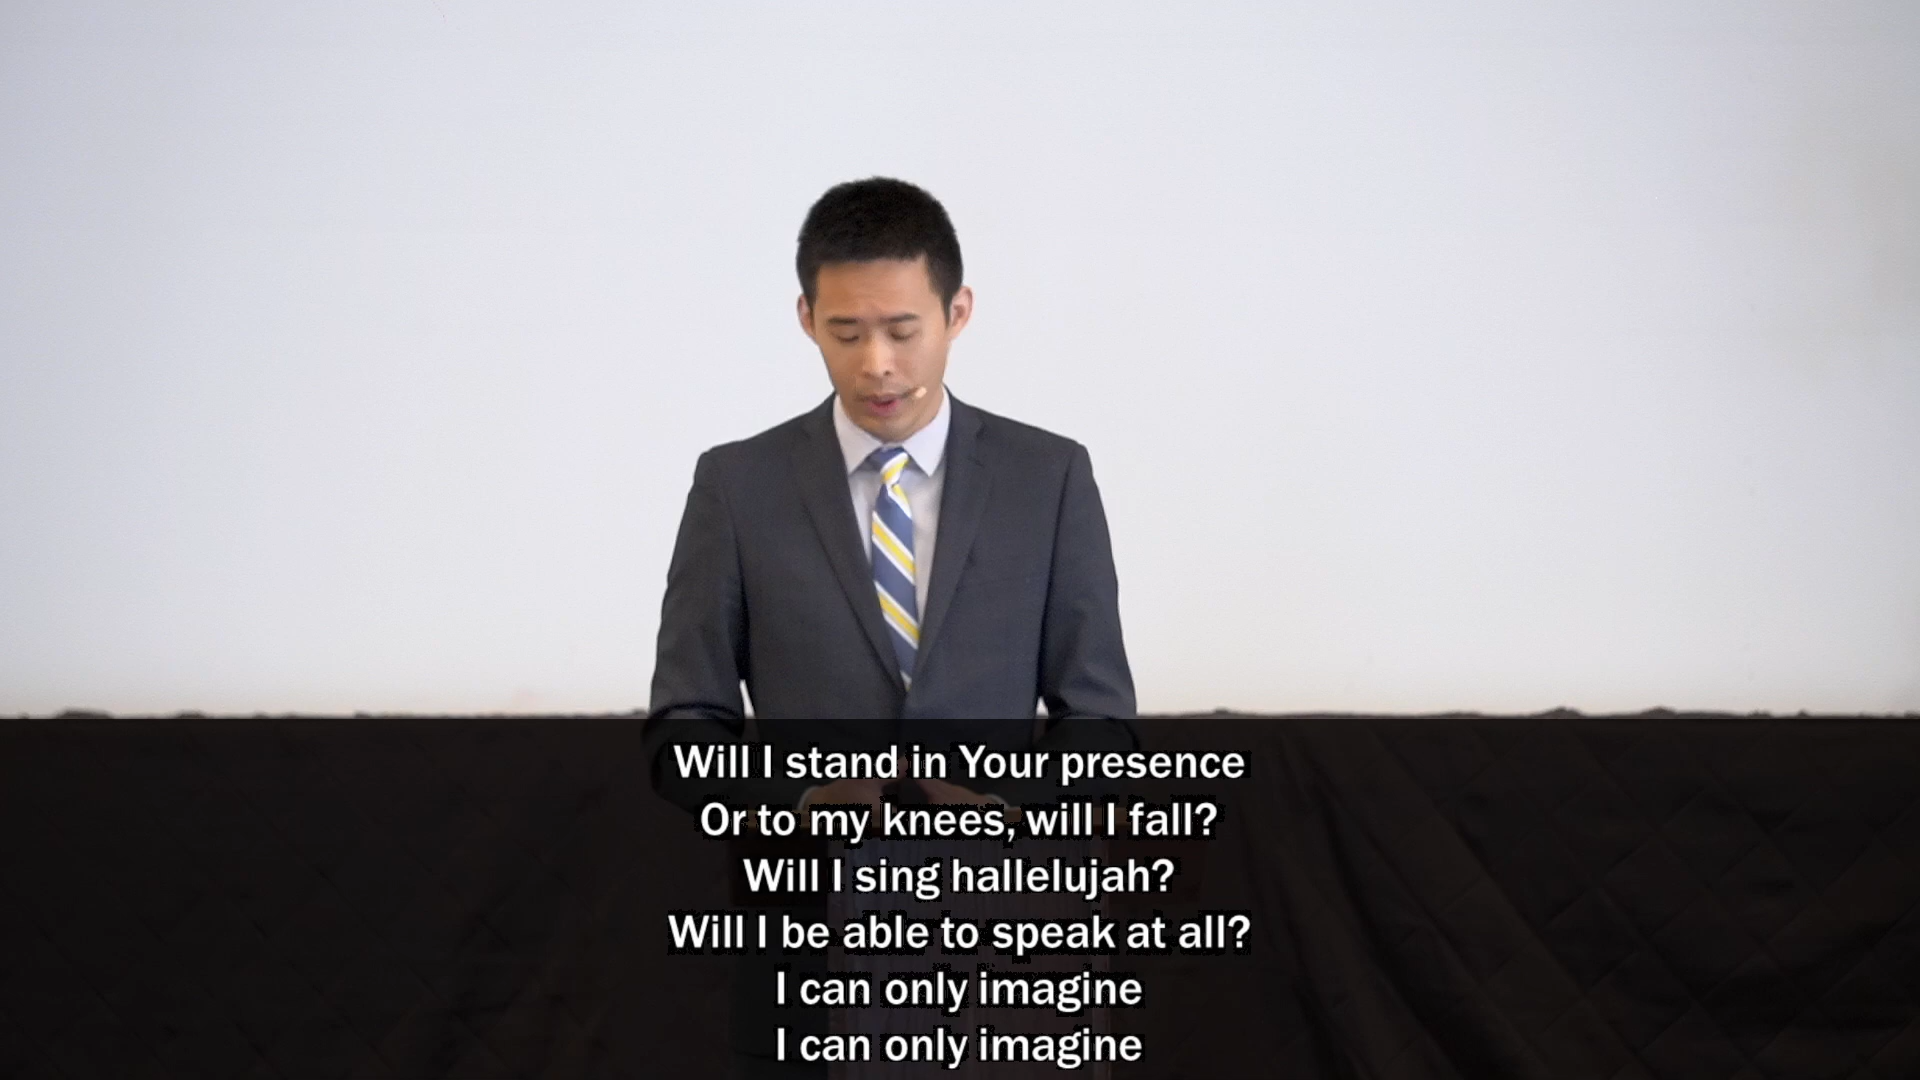 Will I stand in Your presence
Or to my knees, will I fall?
Will I sing hallelujah?
Will I be able to speak at all?
I can only imagine
I can only imagine